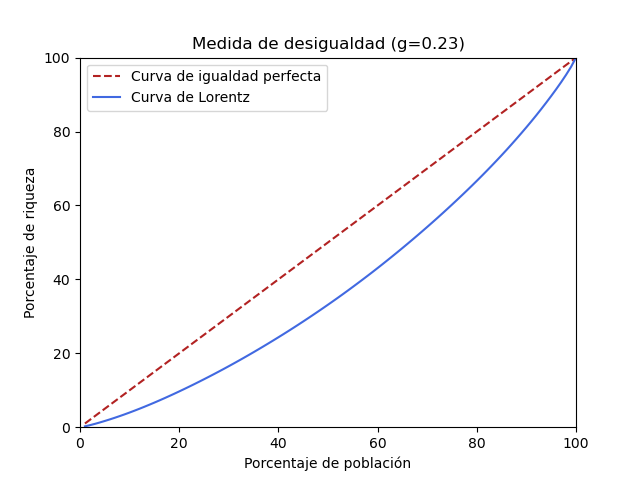 Medida de desigualdad (g=0.23)
Curva de igualdad perfecta
Curva de Lorentz
Porcentaje de riqueza
100
80
60
40
20
0
0 20 40 60 80 100
Porcentaje de población